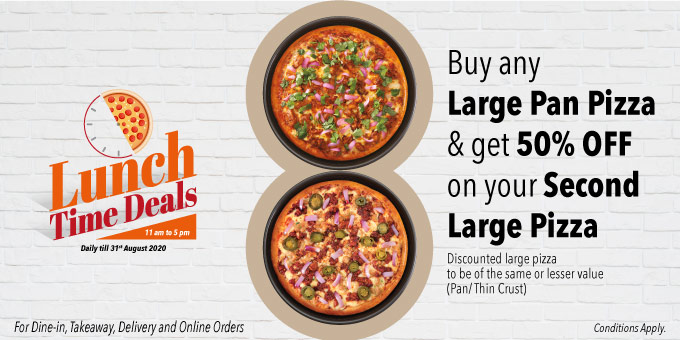 Lunch
Time Deals
11 am to 5 pm
Daily till 31st August 2020
Buy any
Large Pan Pizza
& get 50% OFF
on your Second
Large Pizza
Discounted large pizza
to be of the same or lesser value
(Pan/Thin Crust)
For Dine-in, Takeaway, Delivery and Online Orders
Conditions Apply.